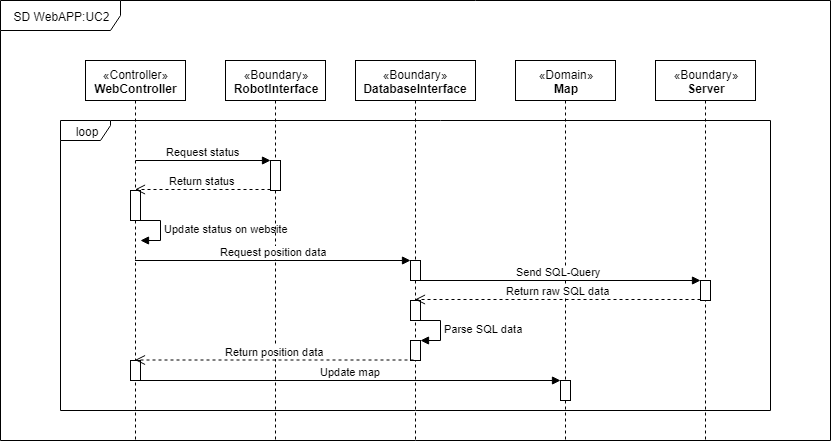 SD WebAPP:UC2
«Controller»
WebController
«Boundary»
RobotInterface
«Boundary»
DatabaseInterface
«Domain»
Map
«Boundary»
Server
loop
Request status
Return status
Update status on website
Request position data
Send SQL-Query
Return raw SQL data
Parse SQL data
Return position data
Update map